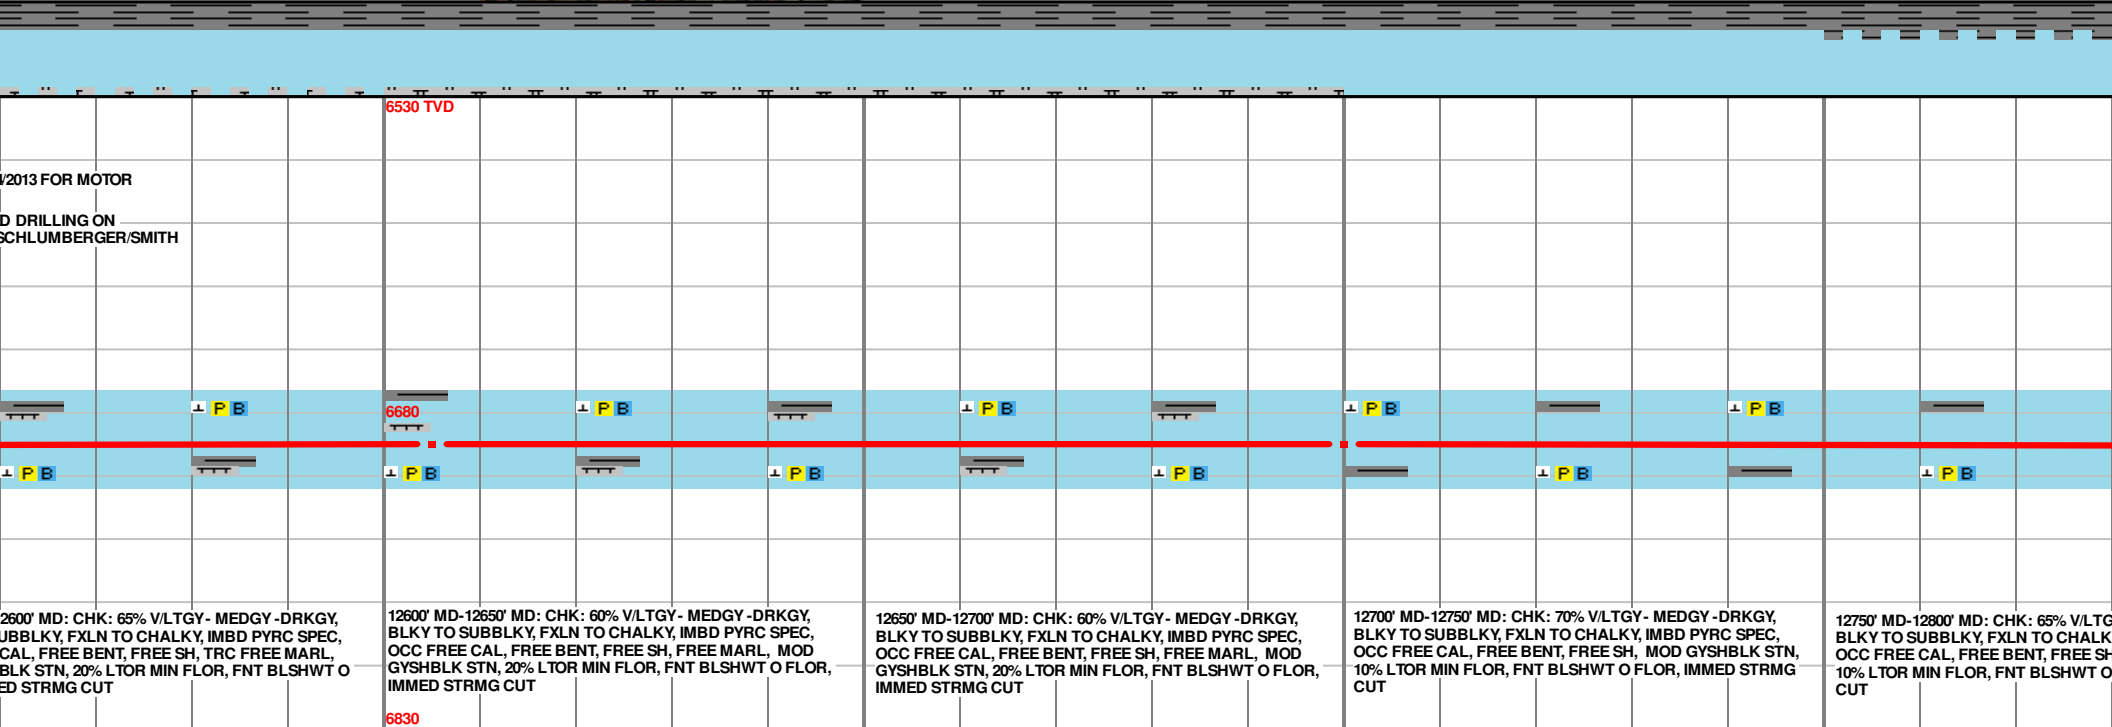 6530 TVD
/2013 FOR MOTOR
D DRILLING ON
SCHLUMBERGER/SMITH
P B
P B
P B
P B
P B
6680
P B
P B
P B
P B
P B
P B
2600' MD: CHK: 65% V/LTGY- MEDGY -DRKGY,
UBBLKY, FXLN TO CHALKY, IMBD PYRC SPEC,
CAL, FREE BENT, FREE SH, TRC FREE MARL,
BLK STN, 20% LTOR MIN FLOR, FNT BLSHWT O
ED STRMG CUT
12600' MD-12650' MD: CHK: 60% V/LTGY- MEDGY -DRKGY,
BLKY TO SUBBLKY, FXLN TO CHALKY, IMBD PYRC SPEC,
OCC FREE CAL, FREE BENT, FREE SH, FREE MARL, MOD
GYSHBLK STN, 20% LTOR MIN FLOR, FNT BLSHWT O FLOR,
IMMED STRMG CUT
12650' MD-12700' MD: CHK: 60% V/LTGY- MEDGY -DRKGY,
BLKY TO SUBBLKY, FXLN TO CHALKY, IMBD PYRC SPEC,
OCC FREE CAL, FREE BENT, FREE SH, FREE MARL, MOD
GYSHBLK STN, 20% LTOR MIN FLOR, FNT BLSHWT O FLOR,
IMMED STRMG CUT
12700' MD-12750' MD: CHK: 70% V/LTGY- MEDGY -DRKGY,
BLKY TO SUBBLKY, FXLN TO CHALKY, IMBD PYRC SPEC,
OCC FREE CAL, FREE BENT, FREE SH, MOD GYSHBLK STN,
10% LTOR MIN FLOR, FNT BLSHWT O FLOR, IMMED STRMG
CUT
12750' MD-12800' MD: CHK: 65% V/LTG
BLKY TO SUBBLKY, FXLN TO CHALK
OCC FREE CAL, FREE BENT, FREE SH
10% LTOR MIN FLOR, FNT BLSHWT O
CUT
6830